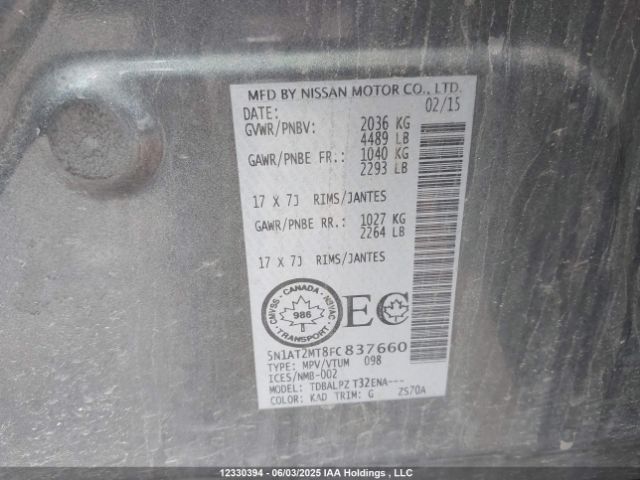 MFD BY NISSAN MOTOR CO., LTD.
DATE: 02/15
GVWR/PNBV: 2036 KG
4489 LB
GAWR/PNBE FR.: 1040 KG
2293 LB
17 X 7J RIMS/JANTES
GAWR/PNBE RR.: 1027 KG
2264 LB
17 X 7J RIMS/JANTES
CANADA
CMVSS NSVAC
986
TRANSPORT
EC
5N1AT2MT8FC837660
TYPE: MPV/VTUM 098
ICES/NMB-002
MODEL: TDBALPZ T32ENA---
COLOR: KAD TRIM: G ZS70A
12330394 - 06/03/2025 IAA Holdings , LLC